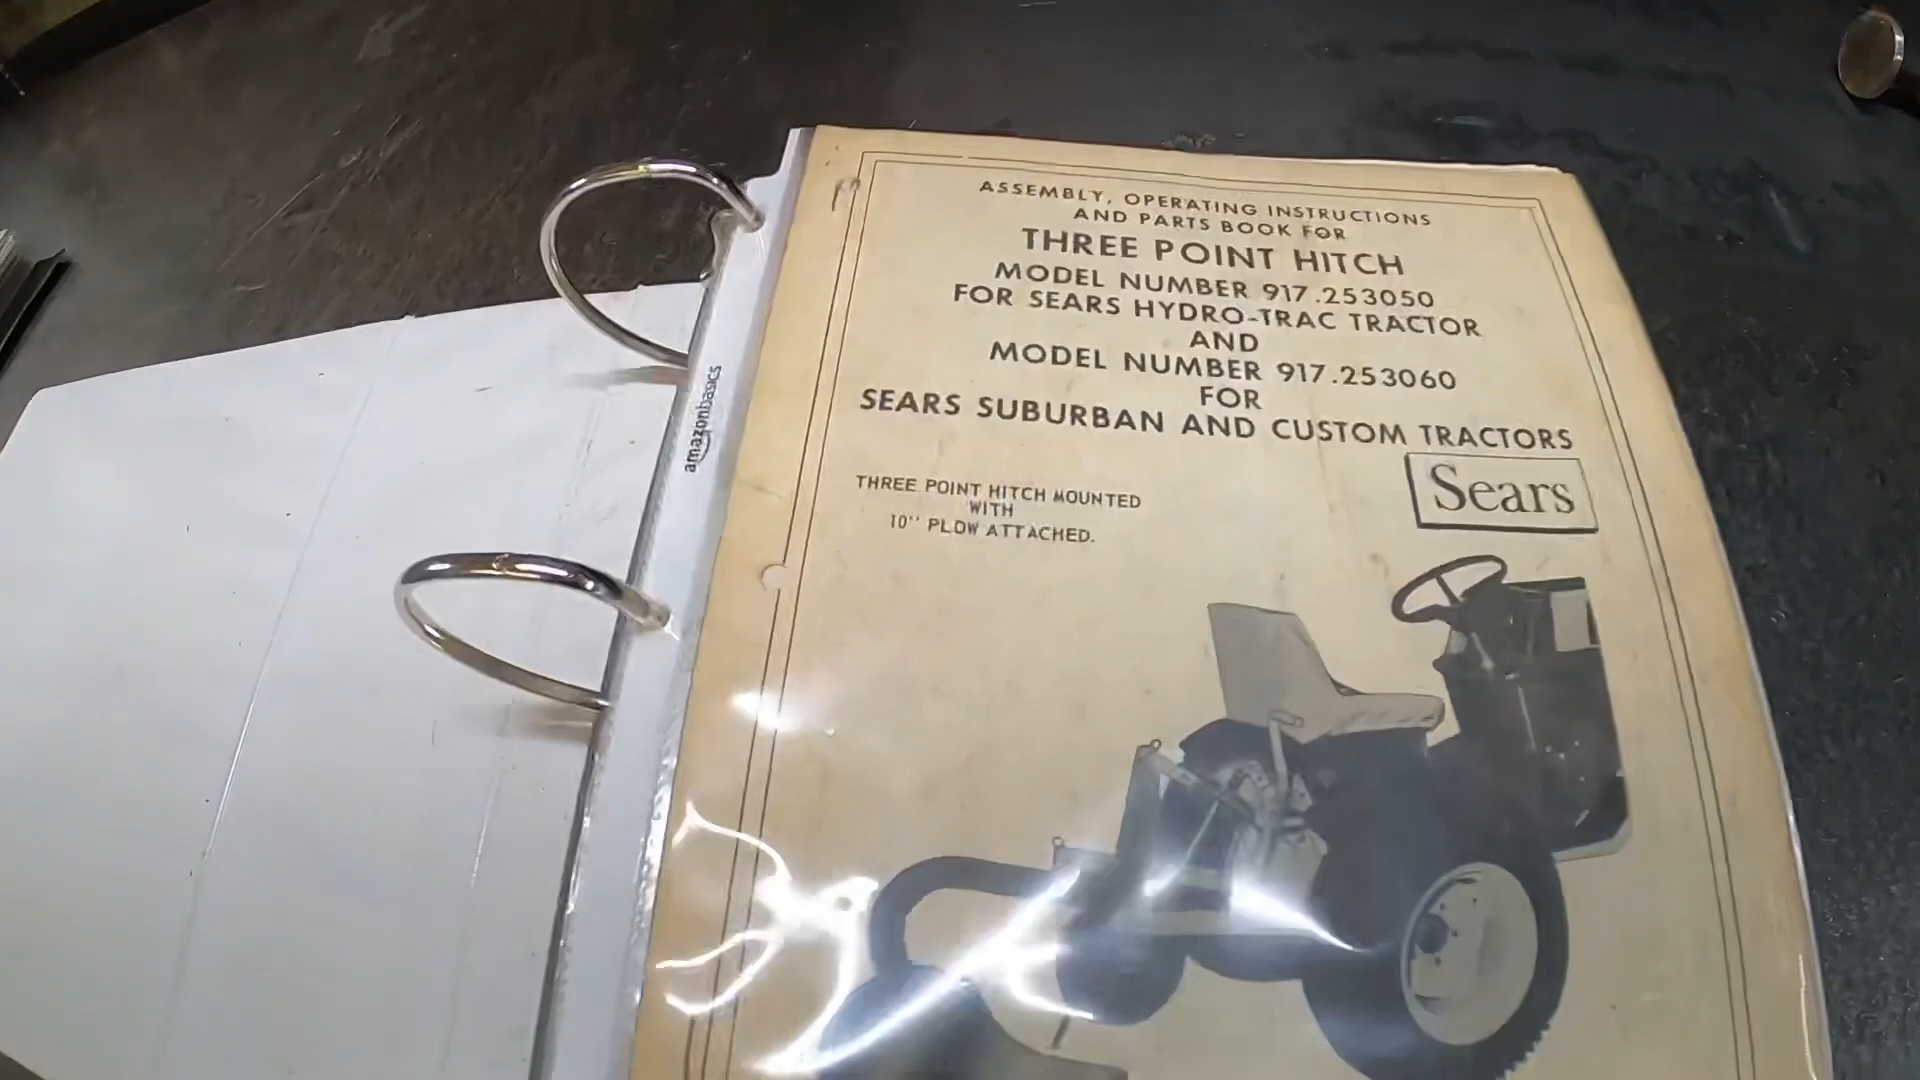 ASSEMBLY, OPERATING INSTRUCTIONS
AND PARTS BOOK FOR
THREE POINT HITCH
MODEL NUMBER 917.253050
FOR SEARS HYDRO-TRAC TRACTOR
AND
MODEL NUMBER 917.253060
FOR
SEARS SUBURBAN AND CUSTOM TRACTORS
Sears
THREE POINT HITCH MOUNTED
WITH
10'' PLOW ATTACHED.
amazonbasics